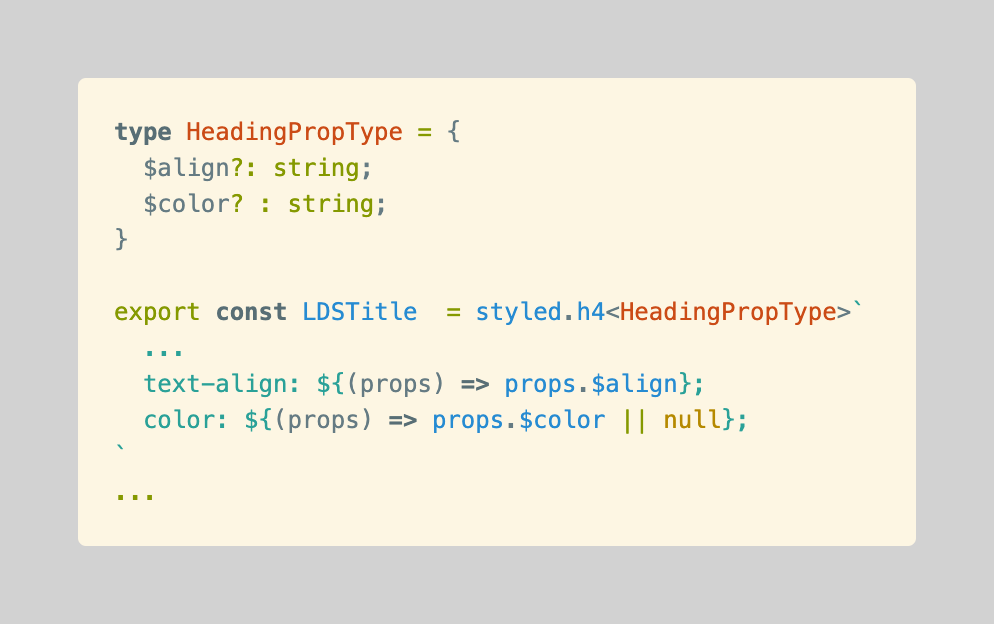 type HeadingPropType = {
  $align?: string;
  $color? : string;
}

export const LDSTitle  = styled.h4<HeadingPropType>`
  ...
  text-align: ${(props) => props.$align};
  color: ${(props) => props.$color || null};
`
...